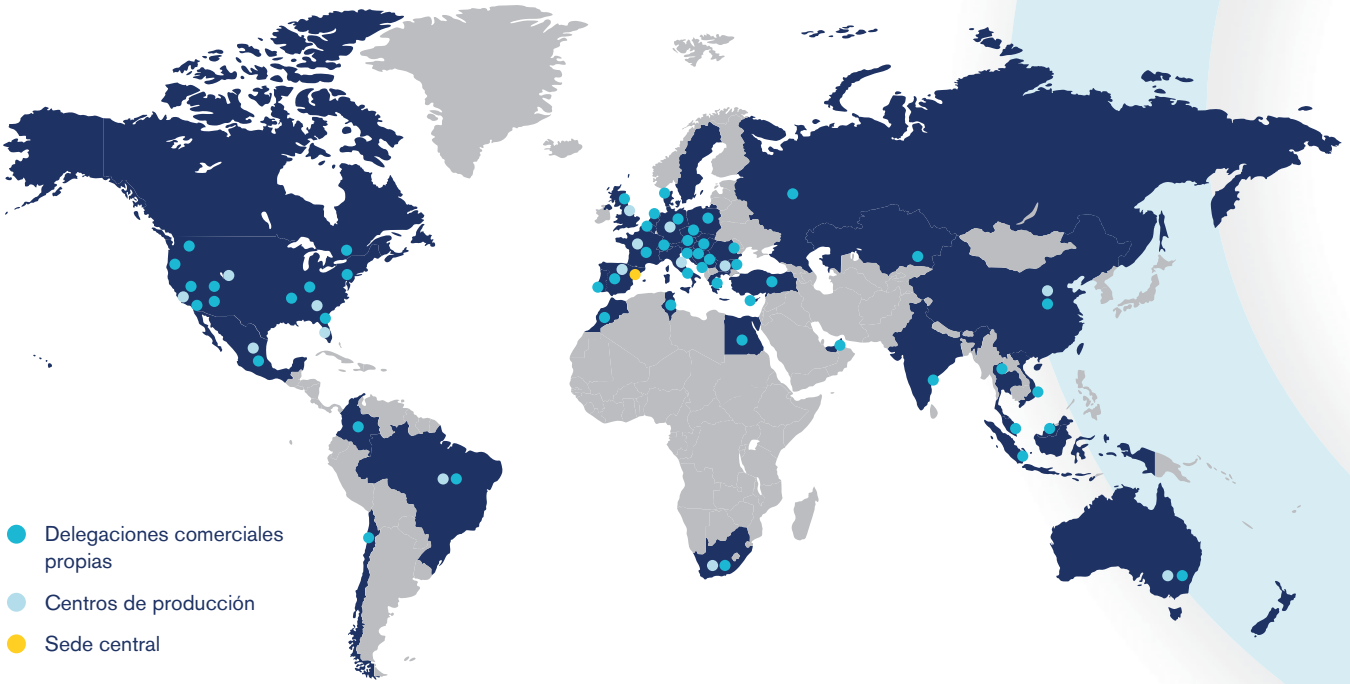 Delegaciones comerciales
propias
Centros de producción
Sede central